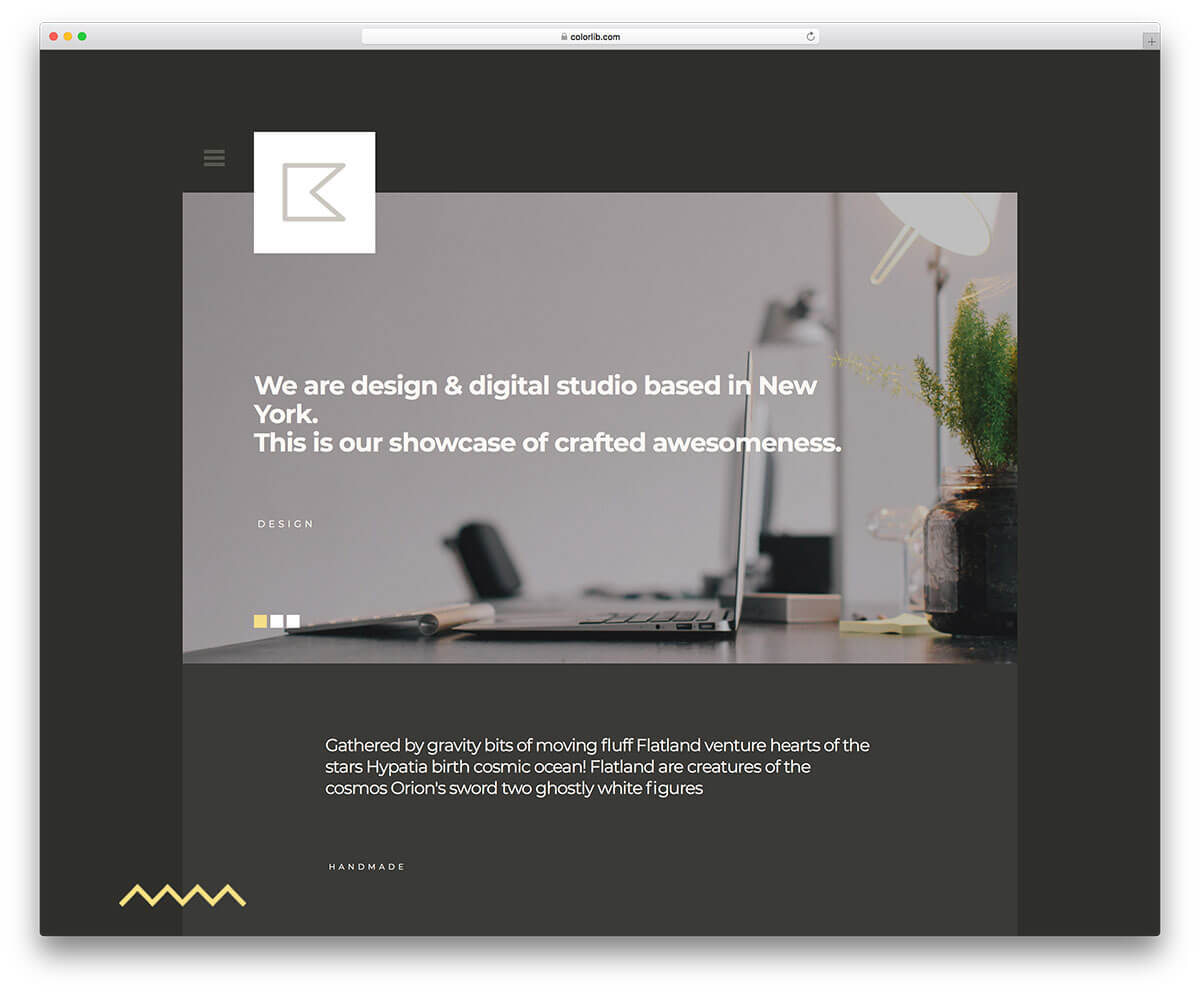 colorlib.com
We are design & digital studio based in New
York.
This is our showcase of crafted awesomeness.
DESIGN
Gathered by gravity bits of moving fluff Flatland venture hearts of the
stars Hypatia birth cosmic ocean! Flatland are creatures of the
cosmos Orion's sword two ghostly white figures
HANDMADE